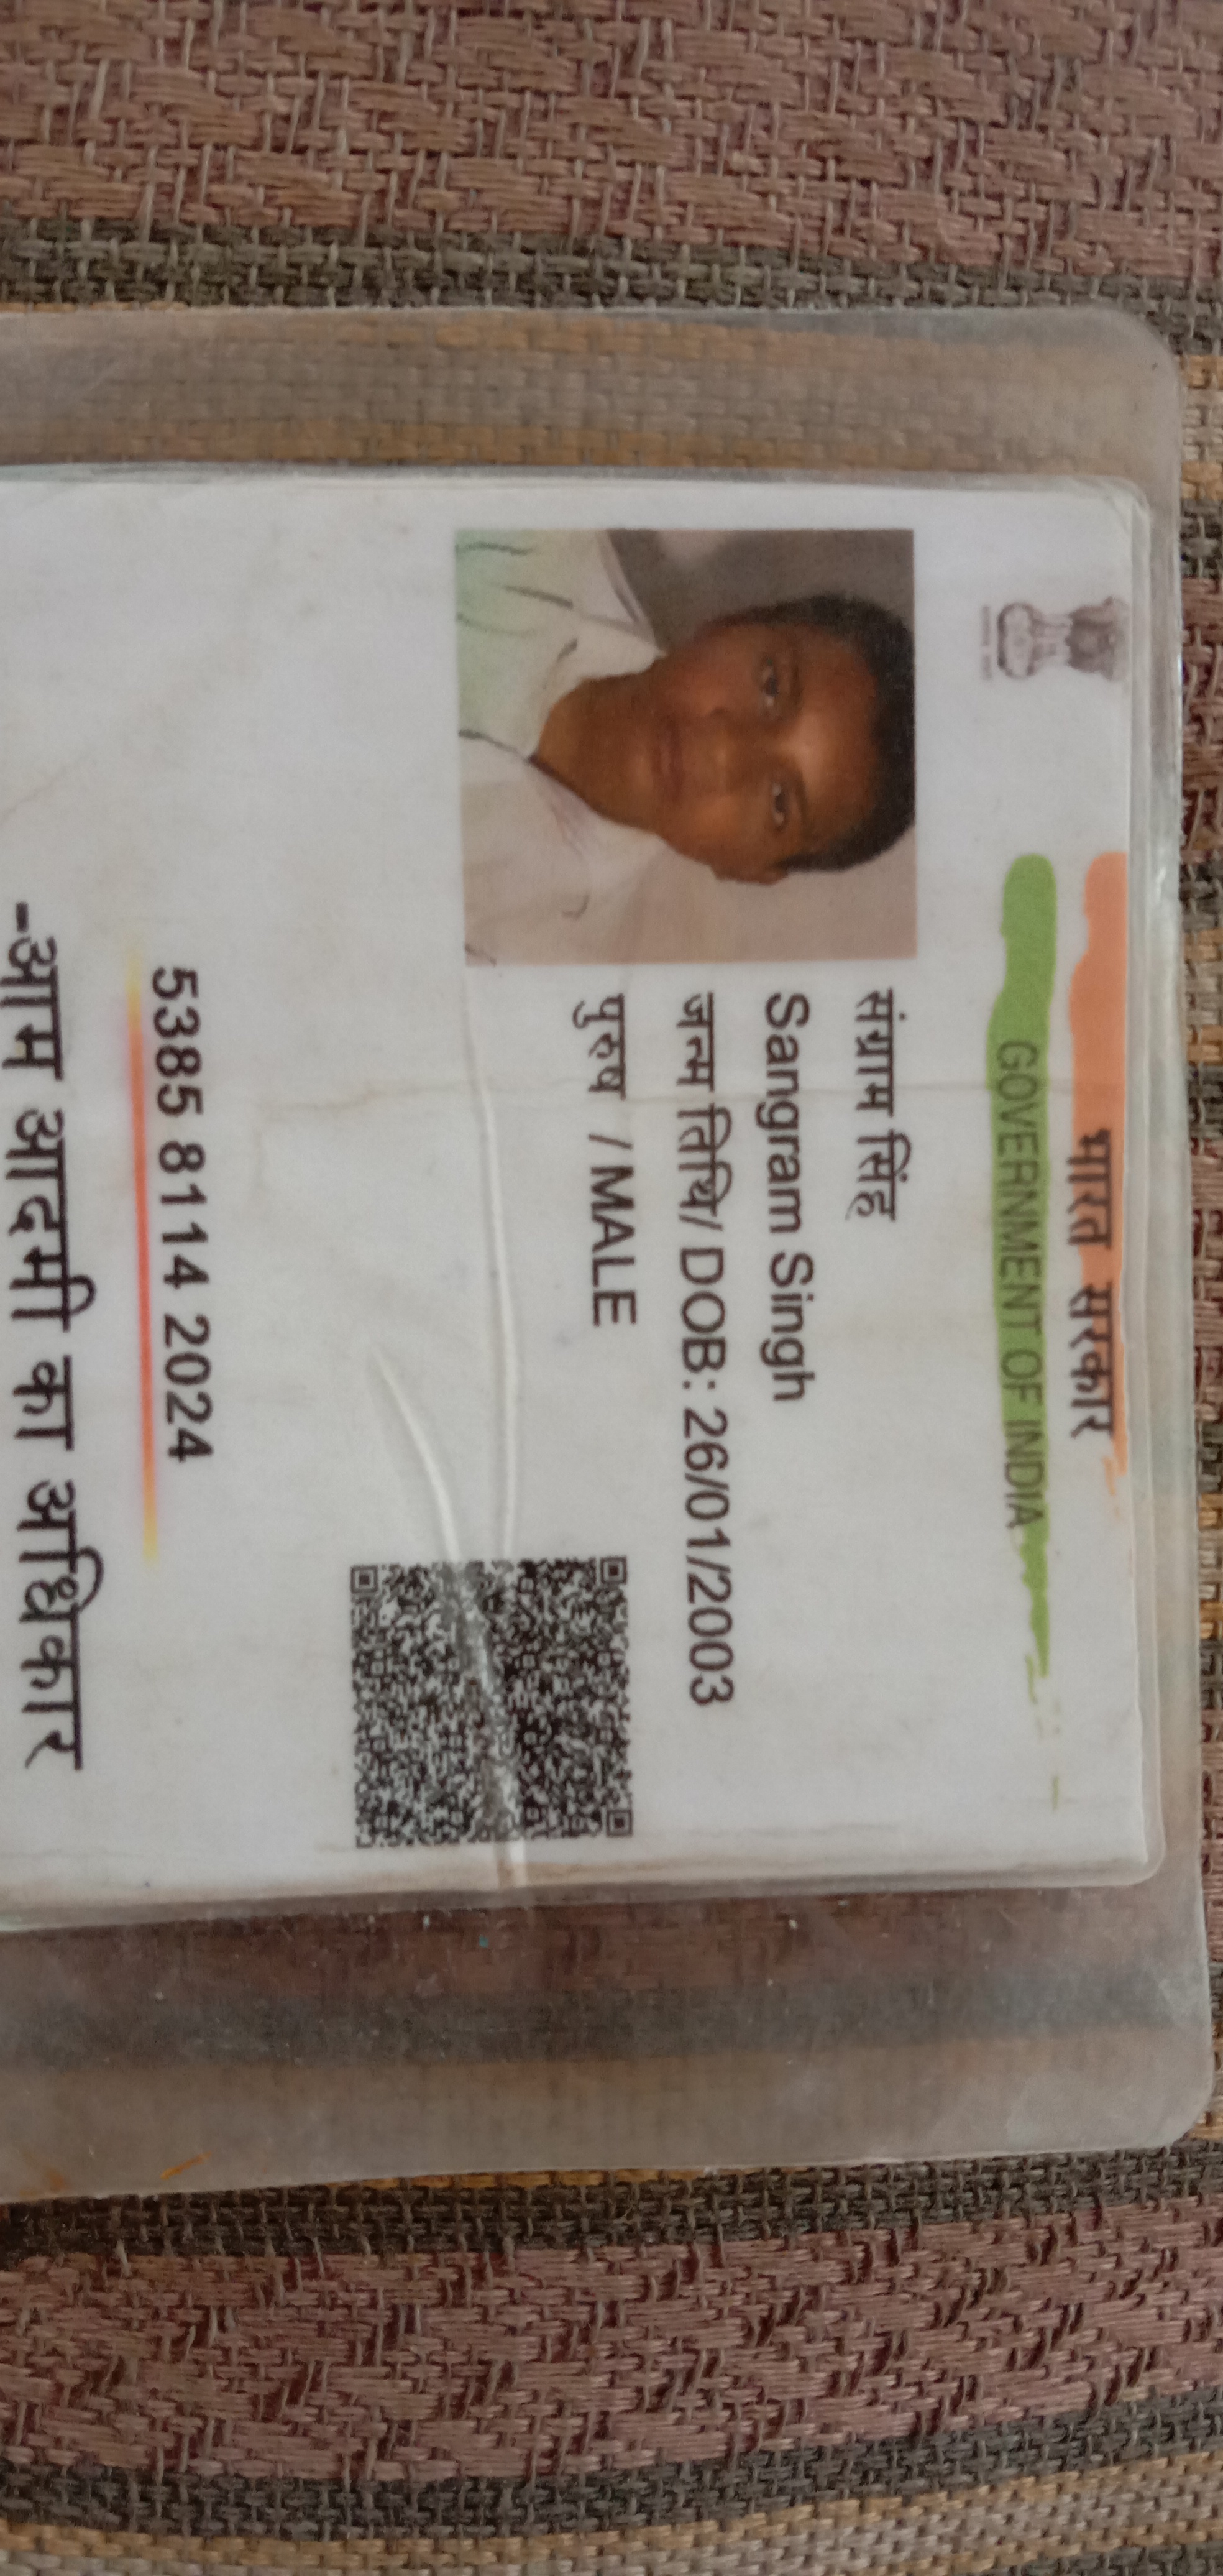 भारत सरकार
GOVERNMENT OF INDIA
संग्राम सिंह
Sangram Singh
जन्म तिथि/ DOB: 26/01/2003
पुरुष / MALE
5385 8114 2024
-आम आदमी का अधिकार